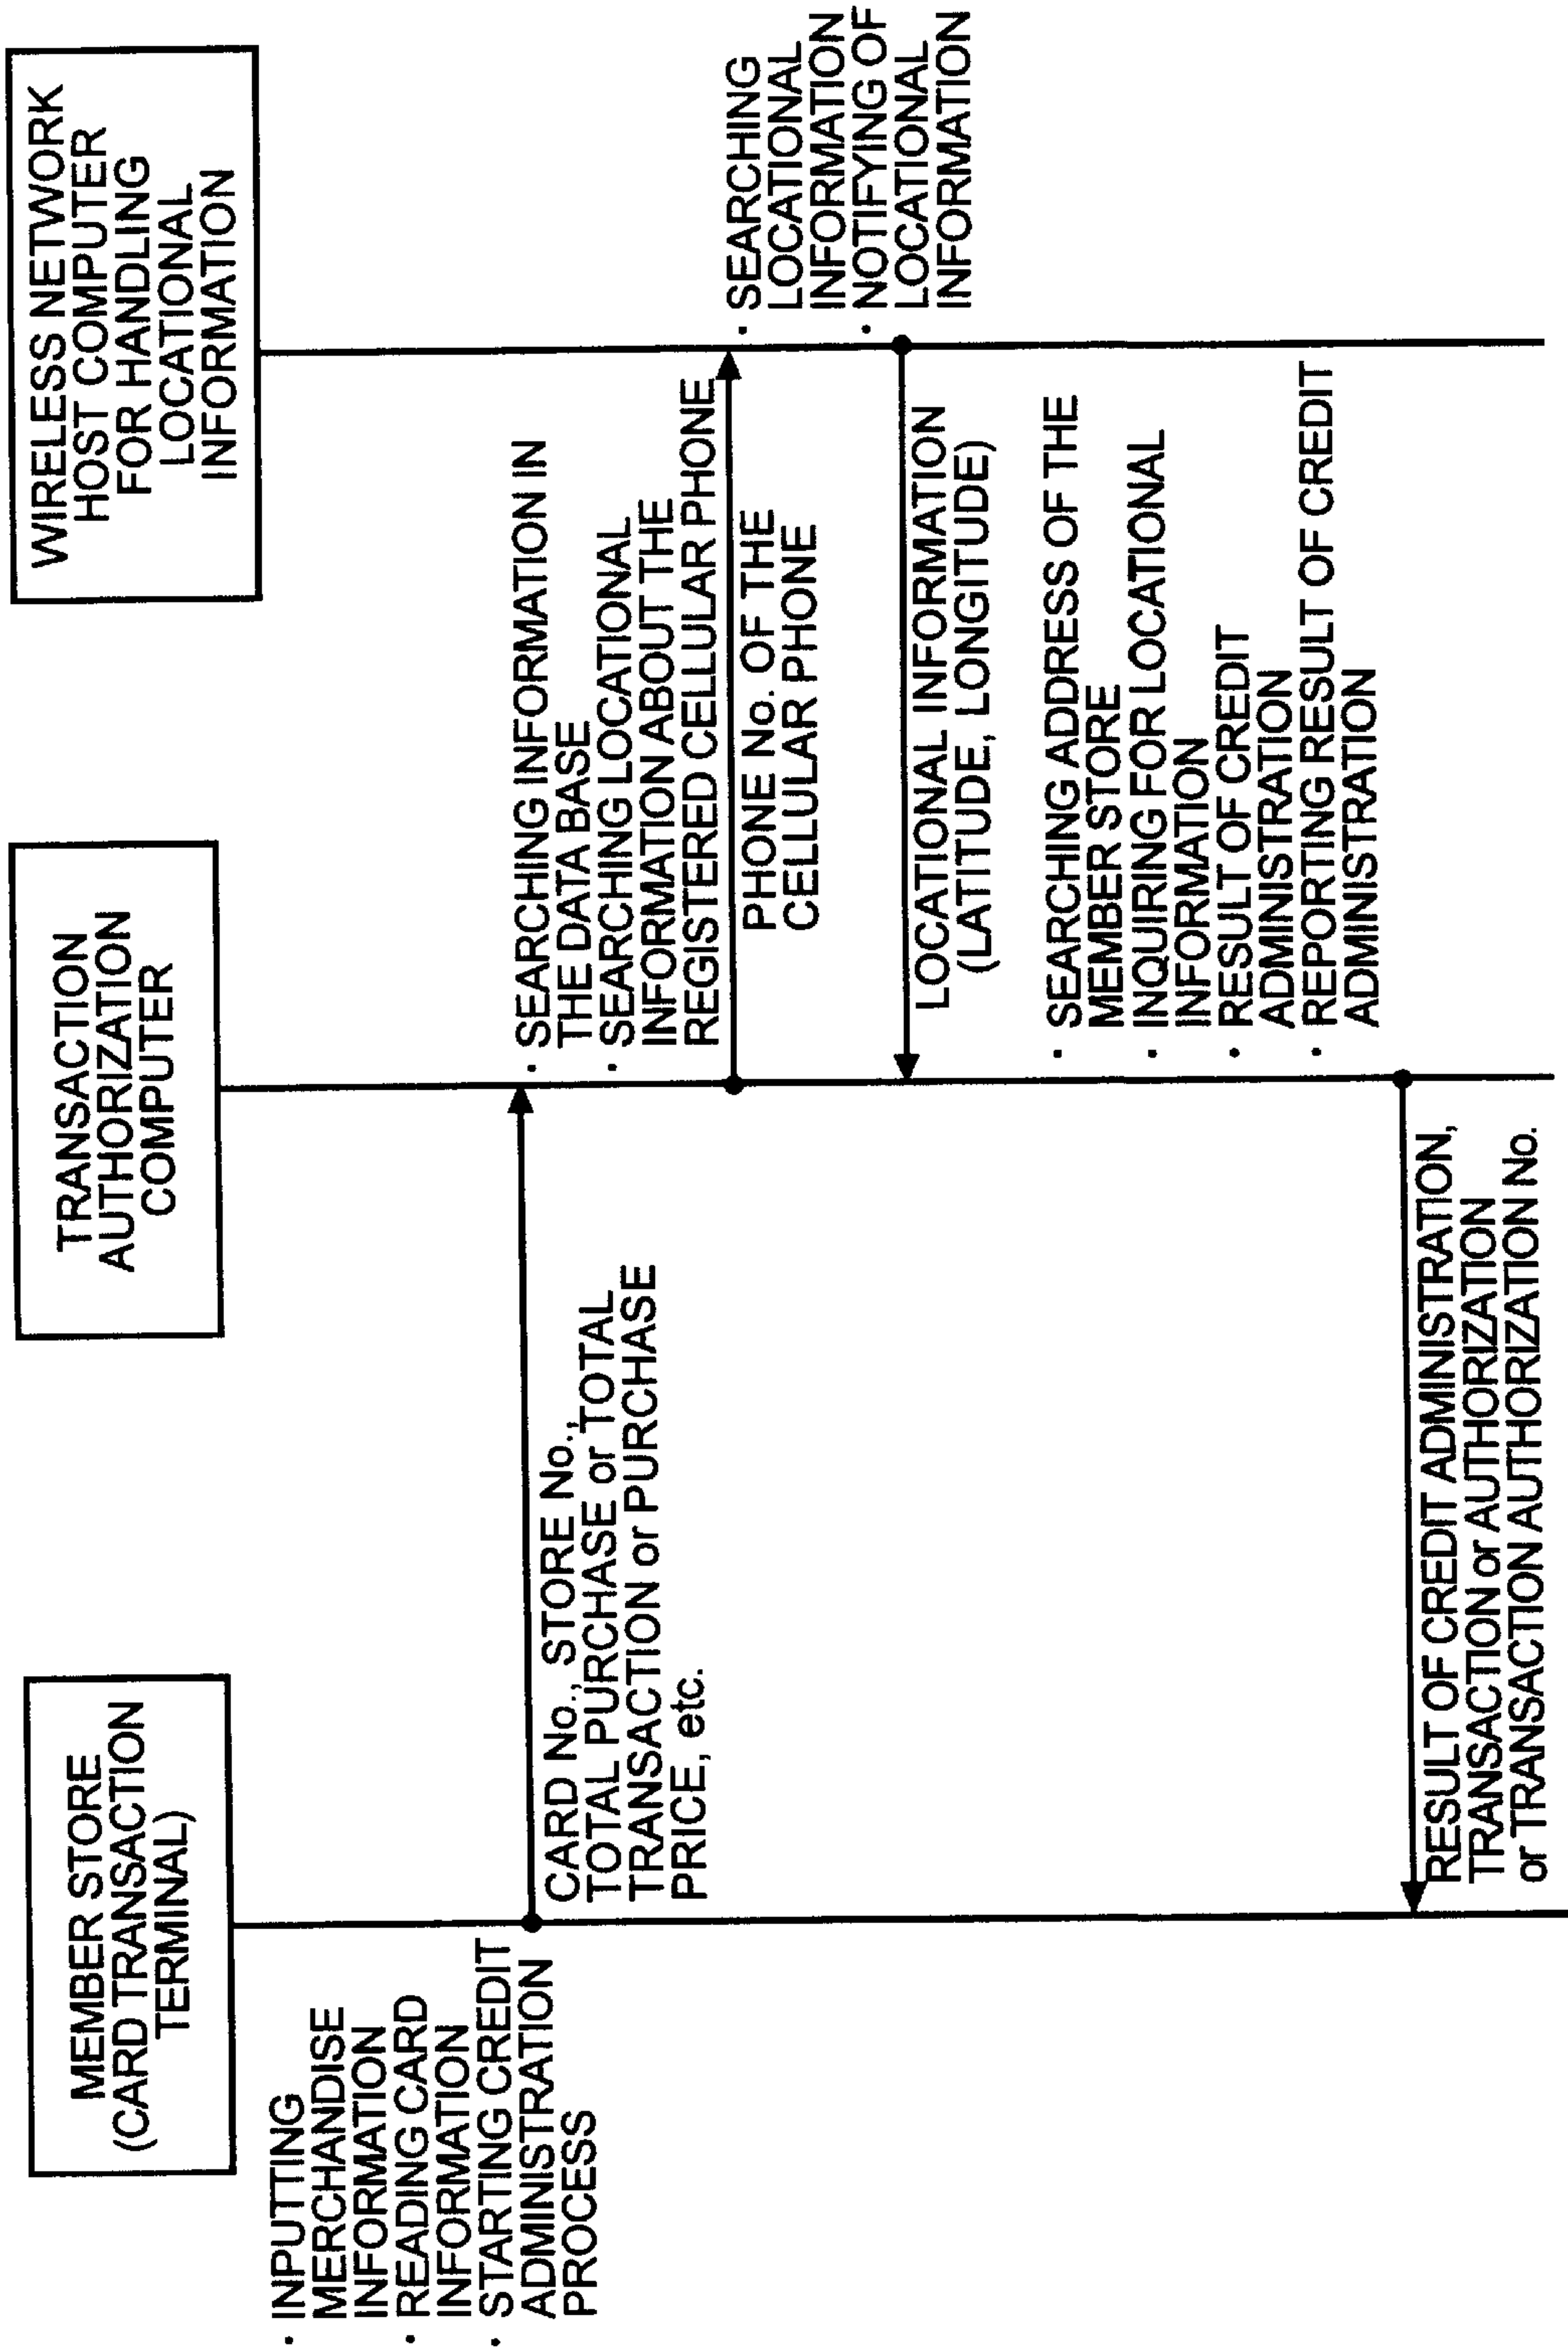 MEMBER STORE
(CARD TRANSACTION
TERMINAL)
TRANSACTION
AUTHORIZATION
COMPUTER
WIRELESS NETWORK
HOST COMPUTER
FOR HANDLING
LOCATIONAL
INFORMATION
· INPUTTING
MERCHANDISE
INFORMATION
· READING CARD
INFORMATION
· STARTING CREDIT
ADMINISTRATION
PROCESS
CARD No., STORE No.,
TOTAL PURCHASE or TOTAL
TRANSACTION or PURCHASE
PRICE, etc.
· SEARCHING INFORMATION IN
THE DATA BASE
· SEARCHING LOCATIONAL
INFORMATION ABOUT THE
REGISTERED CELLULAR PHONE
PHONE No. OF THE
CELLULAR PHONE
· SEARCHING
LOCATIONAL
INFORMATION
· NOTIFYING OF
LOCATIONAL
INFORMATION
LOCATIONAL INFORMATION
(LATITUDE, LONGITUDE)
· SEARCHING ADDRESS OF THE
MEMBER STORE
· INQUIRING FOR LOCATIONAL
INFORMATION
· RESULT OF CREDIT
ADMINISTRATION
· REPORTING RESULT OF CREDIT
ADMINISTRATION
RESULT OF CREDIT ADMINISTRATION,
TRANSACTION or AUTHORIZATION
or TRANSACTION AUTHORIZATION No.